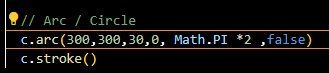 // Arc / Circle
c.arc(300,300,30,0, Math.PI *2 ,false)
c.stroke()